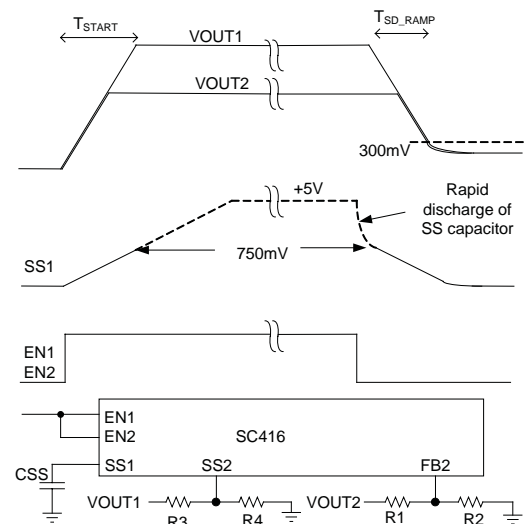 TSTART
VOUT1
TSD_RAMP
VOUT2
300mV
+5V
Rapid
discharge of
SS capacitor
750mV
SS1
EN1
EN2
EN1
EN2
SC416
SS1
SS2
FB2
CSS
VOUT1
R3
R4
VOUT2
R1
R2